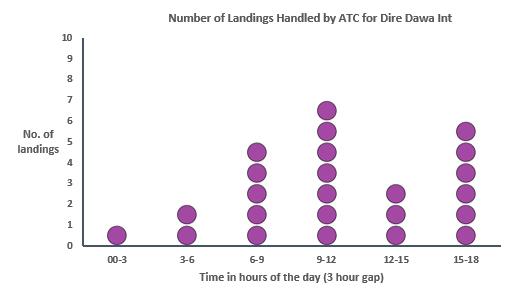 Number of Landings Handled by ATC for Dire Dawa Int
10
9
8
7
6
5
4
3
2
1
0
No. of
landings
00-3 3-6 6-9 9-12 12-15 15-18
Time in hours of the day (3 hour gap)